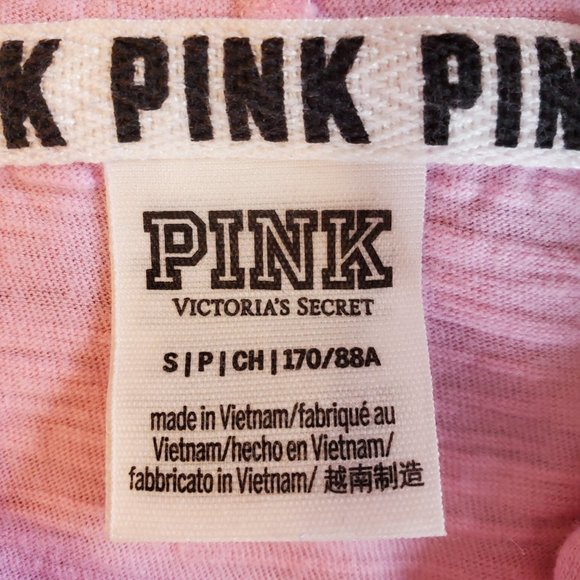 K PINK PIN
PINK
VICTORIA'S SECRET
S | P | CH | 170/88A
made in Vietnam/fabriqué au
Vietnam/hecho en Vietnam/
fabbricato in Vietnam/ 越南制造